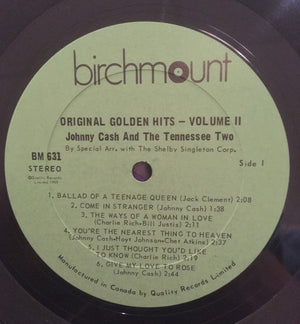 birchmount
ORIGINAL GOLDEN HITS - VOLUME II
Johnny Cash And The Tennessee Two
By Special Arr. with The Shelby Singleton Corp.
BM 631
STEREO
Side 1
1. BALLAD OF A TEENAGE QUEEN (Jack Clement) 2:08
2. COME IN STRANGER (Johnny Cash) 1:38
3. THE WAYS OF A WOMAN IN LOVE
(Charlie Rich-Bill Justis) 2:11
4. YOU'RE THE NEAREST THING TO HEAVEN
(Johnny Cash-Hoyt Johnson-Chet Atkins) 2:37
5. I JUST THOUGHT YOU'D LIKE
TO KNOW (Charlie Rich) 2:19
6. GIVE MY LOVE TO ROSE
(Johnny Cash) 2:44
Manufactured in Canada by Quality Records Limited